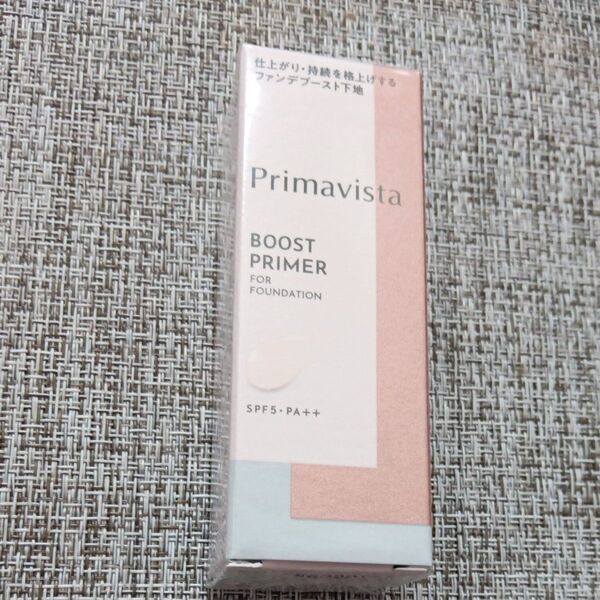 仕上がり・持続を格上げする
ファンデブースト下地
Primavista
BOOST
PRIMER
FOR
FOUNDATION
SPF5・PA++